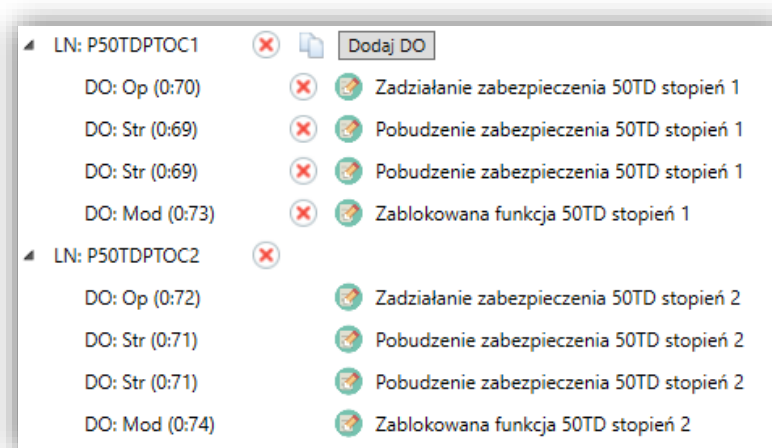 LN: P50TDPTOC1 Dodaj DO
DO: Op (0:70) Zadziałanie zabezpieczenia 50TD stopień 1
DO: Str (0:69) Pobudzenie zabezpieczenia 50TD stopień 1
DO: Str (0:69) Pobudzenie zabezpieczenia 50TD stopień 1
DO: Mod (0:73) Zablokowana funkcja 50TD stopień 1
LN: P50TDPTOC2
DO: Op (0:72) Zadziałanie zabezpieczenia 50TD stopień 2
DO: Str (0:71) Pobudzenie zabezpieczenia 50TD stopień 2
DO: Str (0:71) Pobudzenie zabezpieczenia 50TD stopień 2
DO: Mod (0:74) Zablokowana funkcja 50TD stopień 2